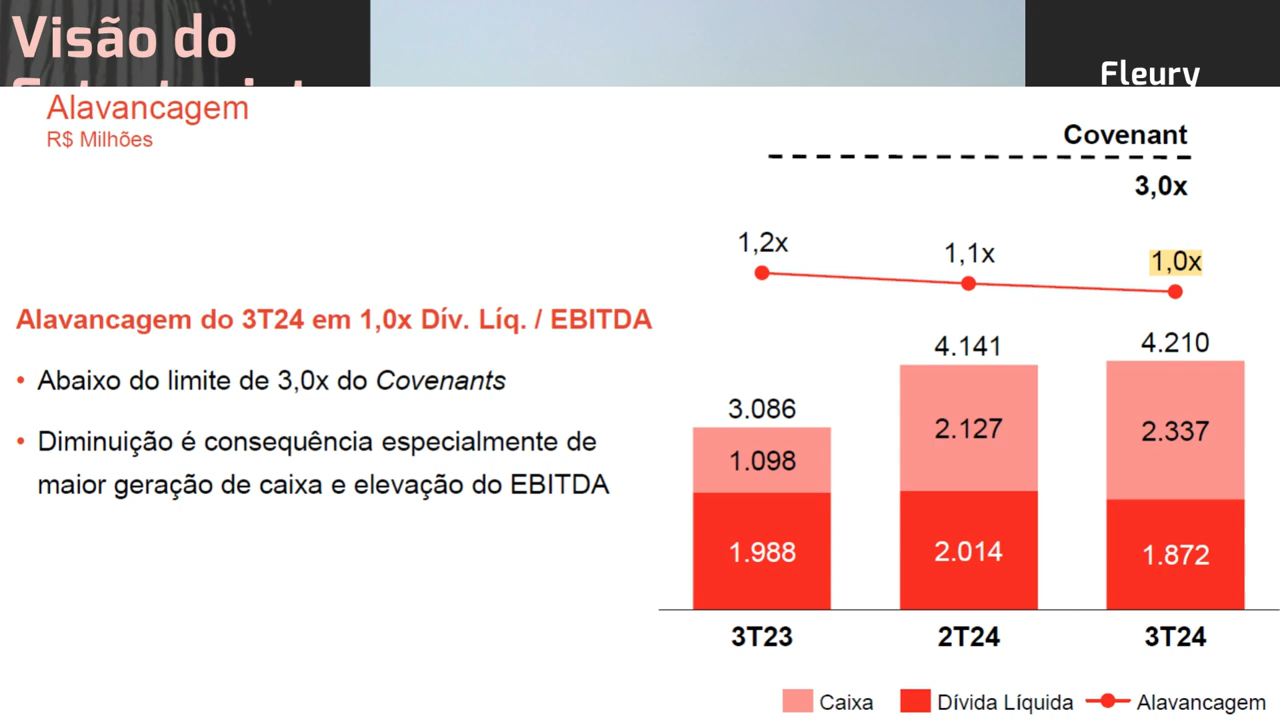 Visão do
Fleury
Alavancagem
R$ Milhões
Covenant
3,0x
1,2x
1,1x
1,0x
Alavancagem do 3T24 em 1,0x Dív. Líq. / EBITDA
• Abaixo do limite de 3,0x do Covenants
• Diminuição é consequência especialmente de
maior geração de caixa e elevação do EBITDA
3.086
4.141
4.210
1.098
2.127
2.337
1.988
2.014
1.872
3T23
2T24
3T24
Caixa
Dívida Líquida
Alavancagem